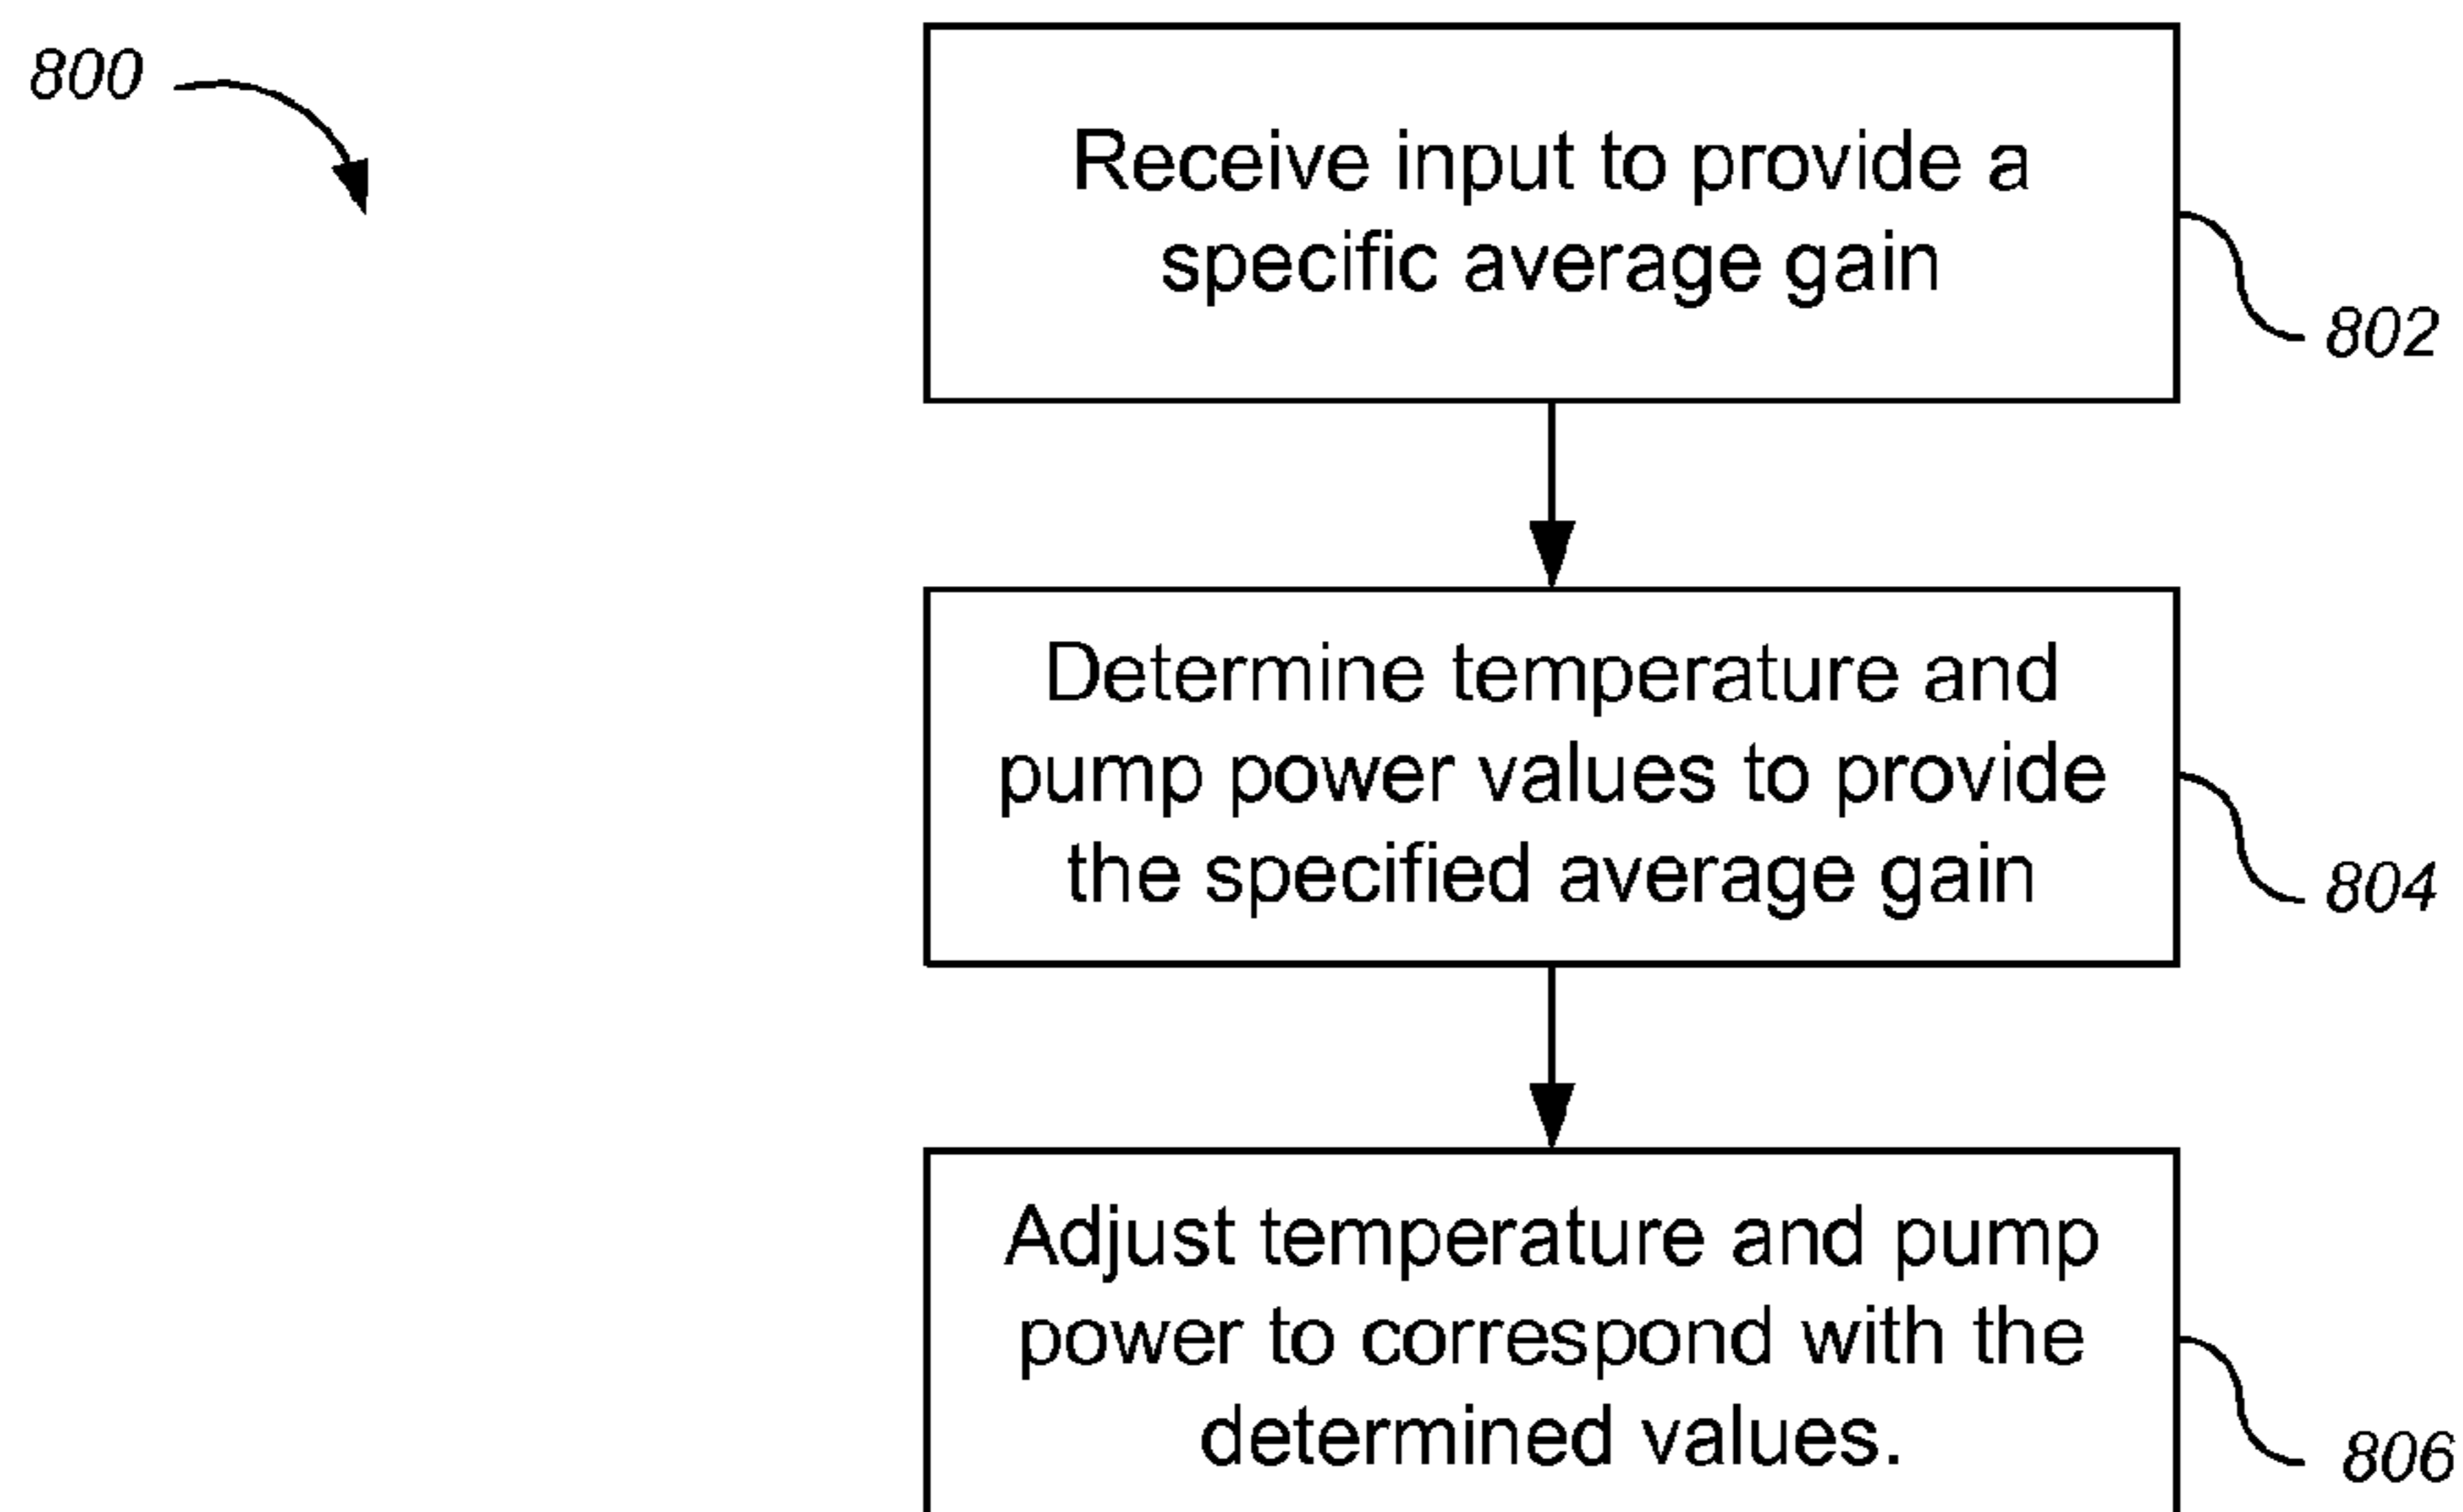 800
Receive input to provide a
specific average gain
802
Determine temperature and
pump power values to provide
the specified average gain
804
Adjust temperature and pump
power to correspond with the
determined values.
806